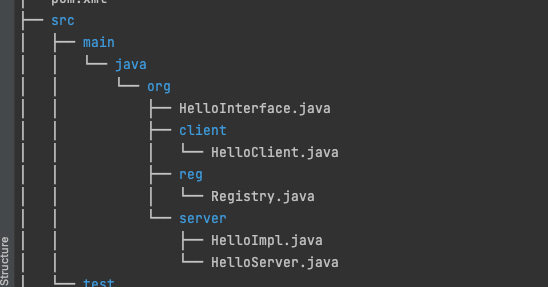 pom.xml
src
main
java
org
HelloInterface.java
client
HelloClient.java
reg
Registry.java
server
HelloImpl.java
HelloServer.java
test
Structure